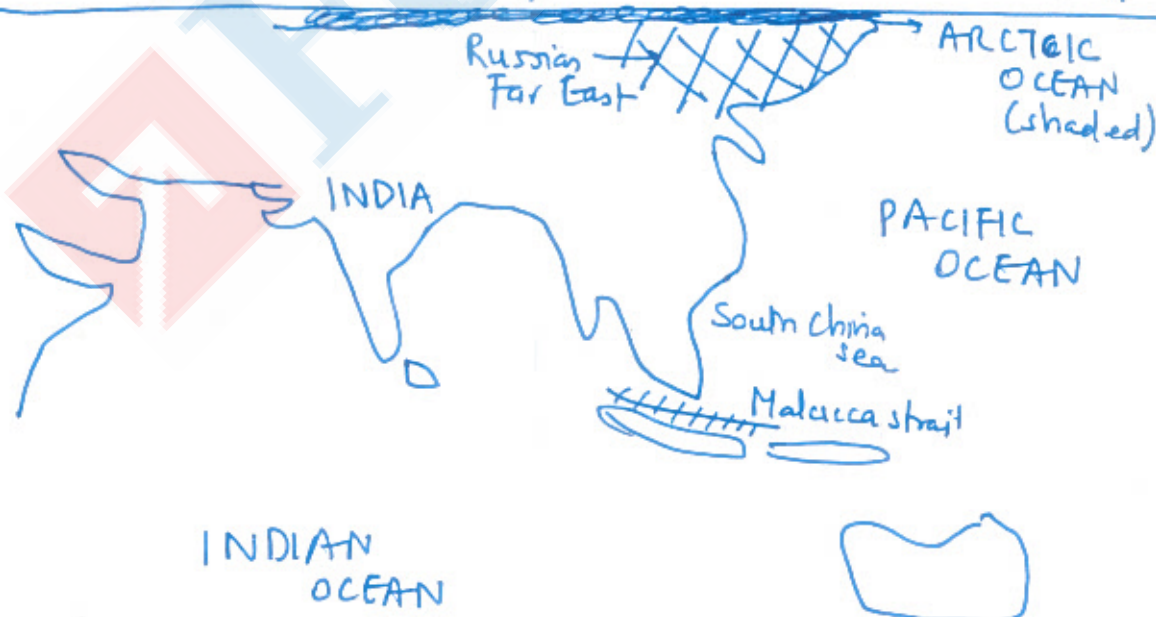 Russian
Far East
ARCTIC
OCEAN
(shaded)
INDIA
PACIFIC
OCEAN
South China
sea
Malacca strait
INDIAN
OCEAN